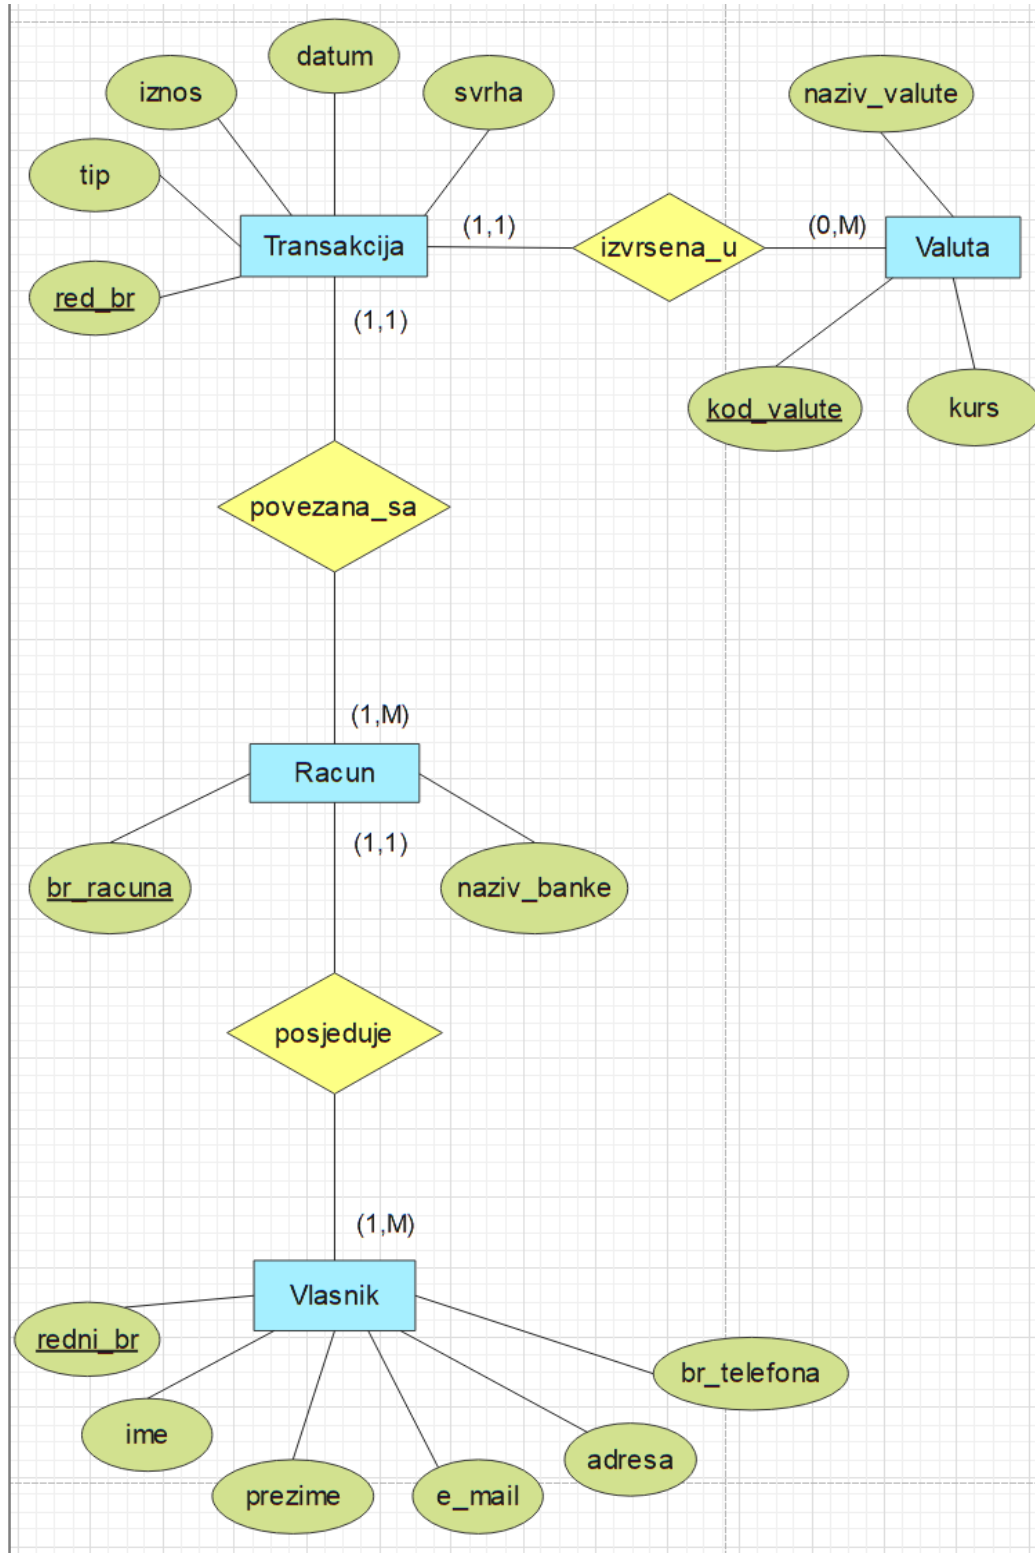 datum
iznos
svrha
naziv_valute
tip
Transakcija
(1,1)
izvrsena_u
(0,M)
Valuta
red_br
(1,1)
kod_valute
kurs
povezana_sa
(1,M)
Racun
(1,1)
br_racuna
naziv_banke
posjeduje
(1,M)
Vlasnik
redni_br
br_telefona
ime
adresa
prezime
e_mail